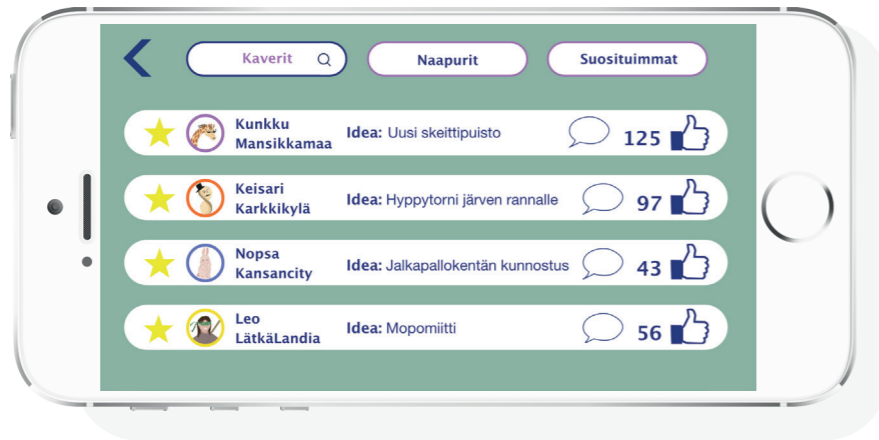 Kaverit
Naapurit
Suosituimmat
Kunkku
Mansikkamaa
Idea: Uusi skeittipuisto
125
Keisari
Karkkikylä
Idea: Hyppytorni järven rannalle
97
Nopsa
Kansancity
Idea: Jalkapallokentän kunnostus
43
Leo
LätkäLandia
Idea: Mopomiitti
56